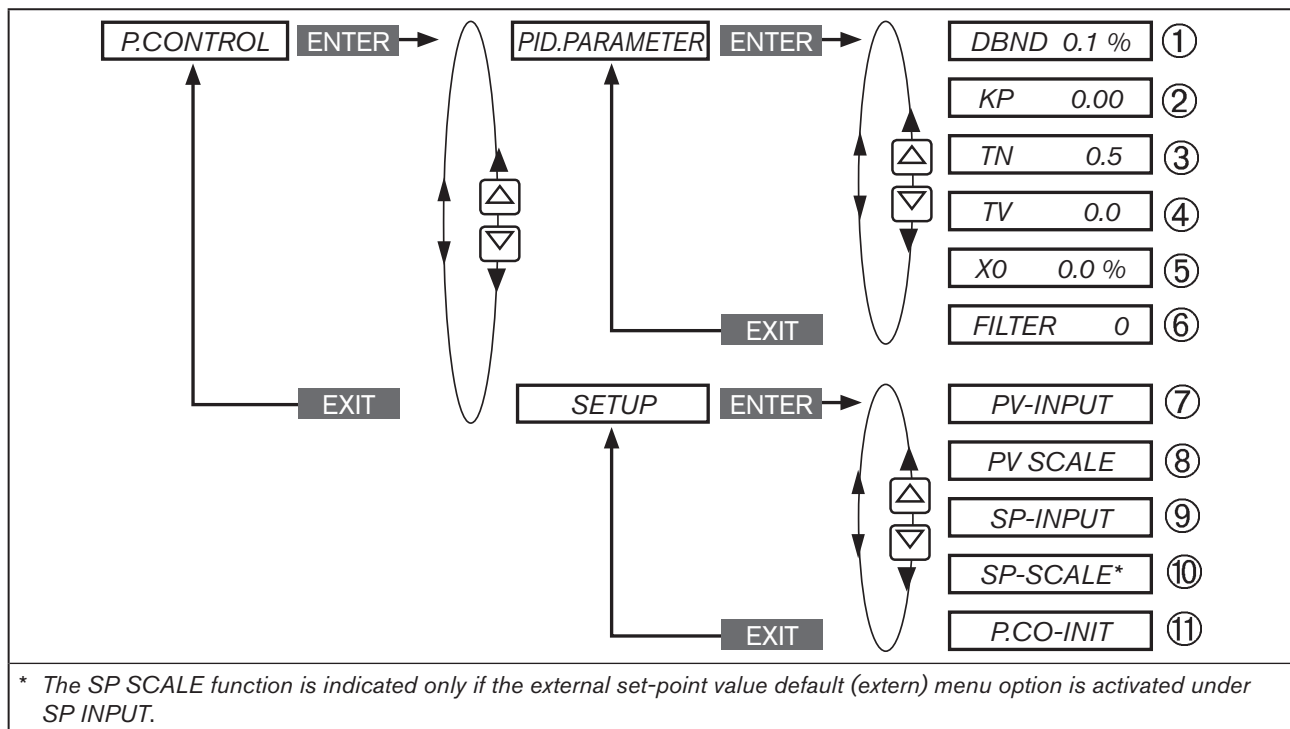 P.CONTROL ENTER PID.PARAMETER ENTER DBND 0.1 % ①
KP 0.00 ②
TN 0.5 ③
TV 0.0 ④
X0 0.0 % ⑤
FILTER 0 ⑥
EXIT
EXIT SETUP ENTER PV-INPUT ⑦
PV SCALE ⑧
SP-INPUT ⑨
SP-SCALE* ⑩
EXIT P.CO-INIT ⑪
* The SP SCALE function is indicated only if the external set-point value default (extern) menu option is activated under
SP INPUT.